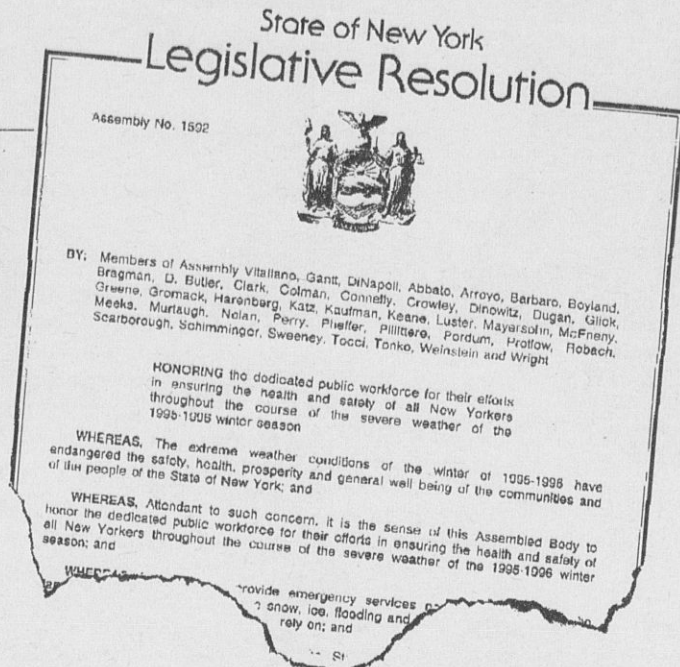 State of New York
Legislative Resolution
Assembly No. 1592
BY: Members of Assembly Vitaliano, Gantt, DiNapoli, Abbate, Arroyo, Barbaro, Boyland,
Bragman, D. Butler, Clark, Colman, Connelly, Crowley, Dinowitz, Dugan, Glick,
Greene, Gromack, Harenberg, Katz, Kaufman, Keane, Luster, Mayersohn, McEneny,
Meeks, Murtaugh, Nolan, Perry, Pheffer, Pillittere, Pordum, Pretlow, Robach,
Scarborough, Schimminger, Sweeney, Tocci, Tonko, Weinstein and Wright
HONORING the dedicated public workforce for their efforts
in ensuring the health and safety of all New Yorkers
throughout the course of the severe weather of the
1995-1996 winter season
WHEREAS, The extreme weather conditions of the winter of 1995-1996 have
endangered the safety, health, prosperity and general well being of the communities and
of the people of the State of New York; and
WHEREAS, Attendant to such concern, it is the sense of this Assembled Body to
honor the dedicated public workforce for their efforts in ensuring the health and safety of
all New Yorkers throughout the course of the severe weather of the 1995-1996 winter
season; and
WHEREAS, provide emergency services
snow, ice, flooding and
rely on; and